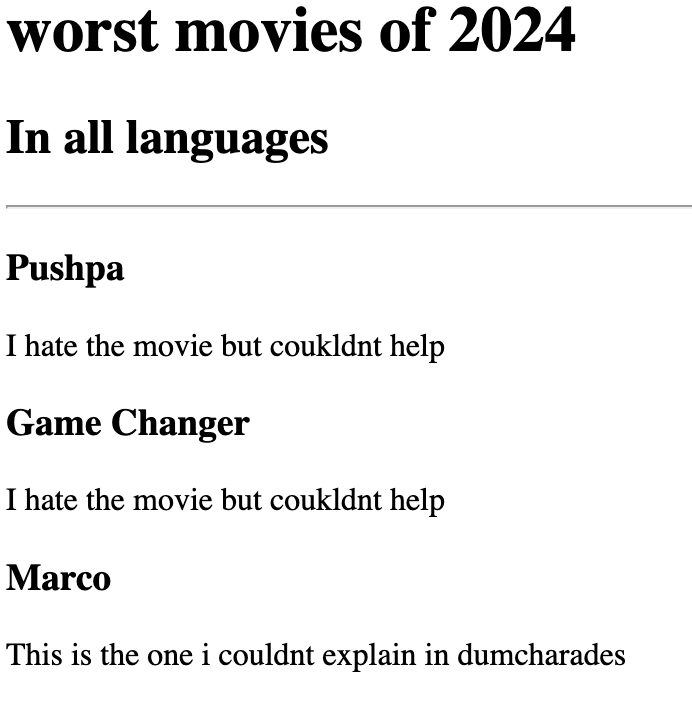 worst movies of 2024
In all languages
Pushpa
I hate the movie but coukldnt help
Game Changer
I hate the movie but coukldnt help
Marco
This is the one i couldnt explain in dumcharades